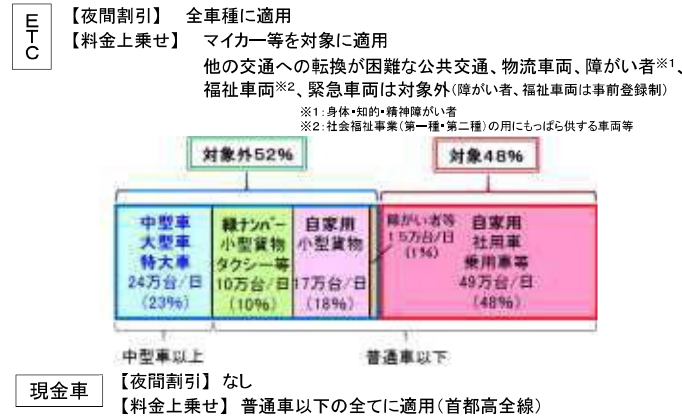 ETC
【夜間割引】 全車種に適用
【料金上乗せ】 マイカー等を対象に適用
他の交通への転換が困難な公共交通、物流車両、障がい者※1、
福祉車両※2、緊急車両は対象外(障がい者、福祉車両は事前登録制)
※1:身体・知的・精神障がい者
※2:社会福祉事業(第一種・第二種)の用にもっぱら供する車両等
対象外52%
対象48%
中型車
大型車
特大車
24万台/日
(23%)
緑ナンバー
小型貨物
タクシー等
10万台/日
(10%)
自家用
小型貨物
17万台/日
(18%)
障がい者等
1.5万台/日
(1%)
自家用
社用車
乗用車等
49万台/日
(48%)
中型車以上
普通車以下
現金車
【夜間割引】 なし
【料金上乗せ】 普通車以下の全てに適用(首都高全線)